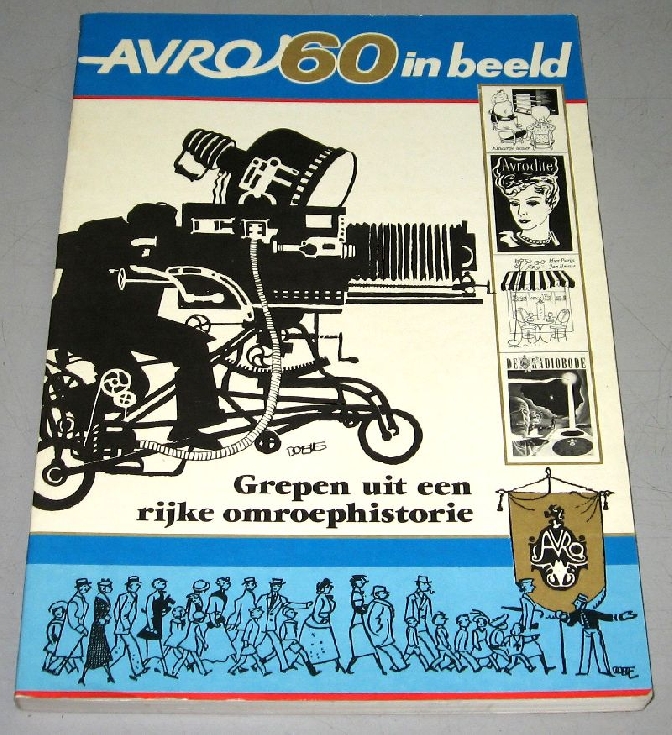 AVRO '60 in beeld
Avrodite
DE RADIOBODE
Grepen uit een
rijke omroephistorie
AVRO